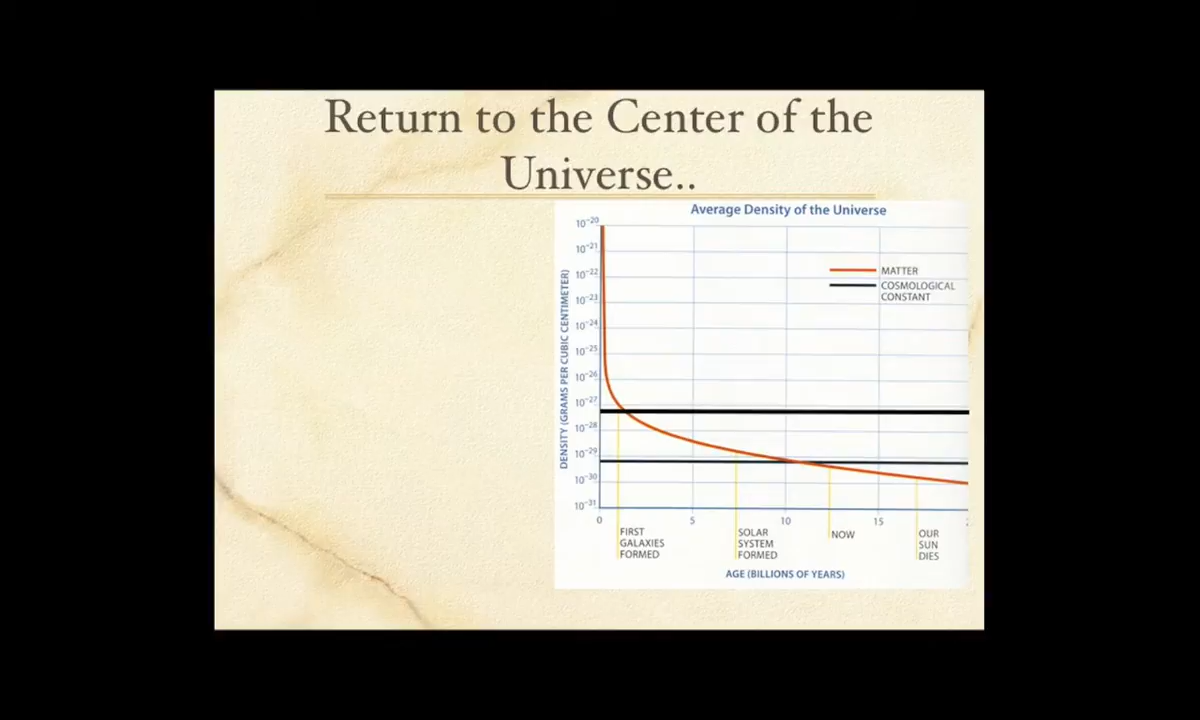 Return to the Center of the
Universe..
Average Density of the Universe
DENSITY (GRAMS PER CUBIC CENTIMETER)
10⁻²⁰
10⁻²¹
10⁻²²
10⁻²³
10⁻²⁴
10⁻²⁵
10⁻²⁶
10⁻²⁷
10⁻²⁸
10⁻²⁹
10⁻³⁰
10⁻³¹
MATTER
COSMOLOGICAL
CONSTANT
0 5 10 15
FIRST
GALAXIES
FORMED
SOLAR
SYSTEM
FORMED
NOW
OUR
SUN
DIES
AGE (BILLIONS OF YEARS)